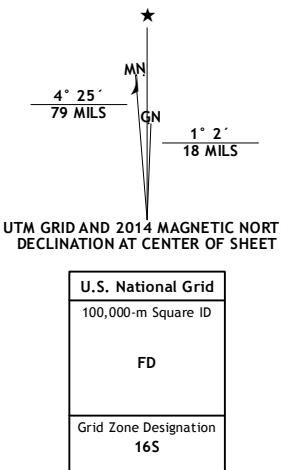 ★
MN
4° 25´
79 MILS
GN
1° 2´
18 MILS
UTM GRID AND 2014 MAGNETIC NORT
DECLINATION AT CENTER OF SHEET
U.S. National Grid
100,000-m Square ID
FD
Grid Zone Designation
16S